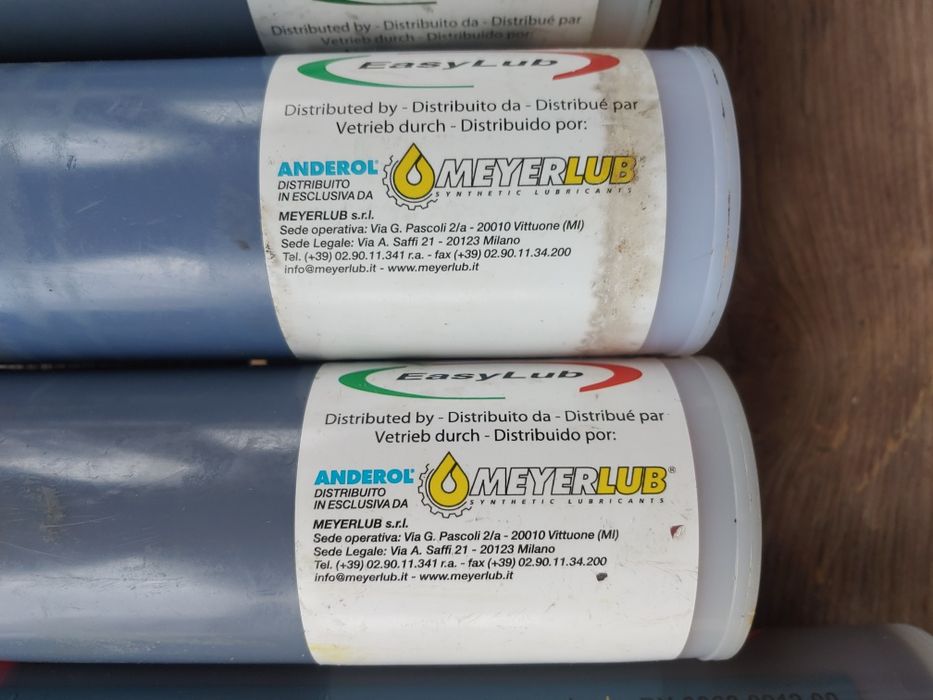 Distributed by - Distribuito da - Distribué par
Vetrieb durch - Distribuido por:
EasyLub
Distributed by - Distribuito da - Distribué par
Vetrieb durch - Distribuido por:
ANDEROL®
DISTRIBUITO
IN ESCLUSIVA DA
MEYERLUB
SYNTHETIC LUBRICANTS
MEYERLUB s.r.l.
Sede operativa: Via G. Pascoli 2/a - 20010 Vittuone (MI)
Sede Legale: Via A. Saffi 21 - 20123 Milano
Tel. (+39) 02.90.11.341 r.a. - fax (+39) 02.90.11.34.200
info@meyerlub.it - www.meyerlub.it
EasyLub
Distributed by - Distribuito da - Distribué par
Vetrieb durch - Distribuido por:
ANDEROL®
DISTRIBUITO
IN ESCLUSIVA DA
MEYERLUB®
SYNTHETIC LUBRICANTS
MEYERLUB s.r.l.
Sede operativa: Via G. Pascoli 2/a - 20010 Vittuone (MI)
Sede Legale: Via A. Saffi 21 - 20123 Milano
Tel. (+39) 02.90.11.341 r.a. - fax (+39) 02.90.11.34.200
info@meyerlub.it - www.meyerlub.it